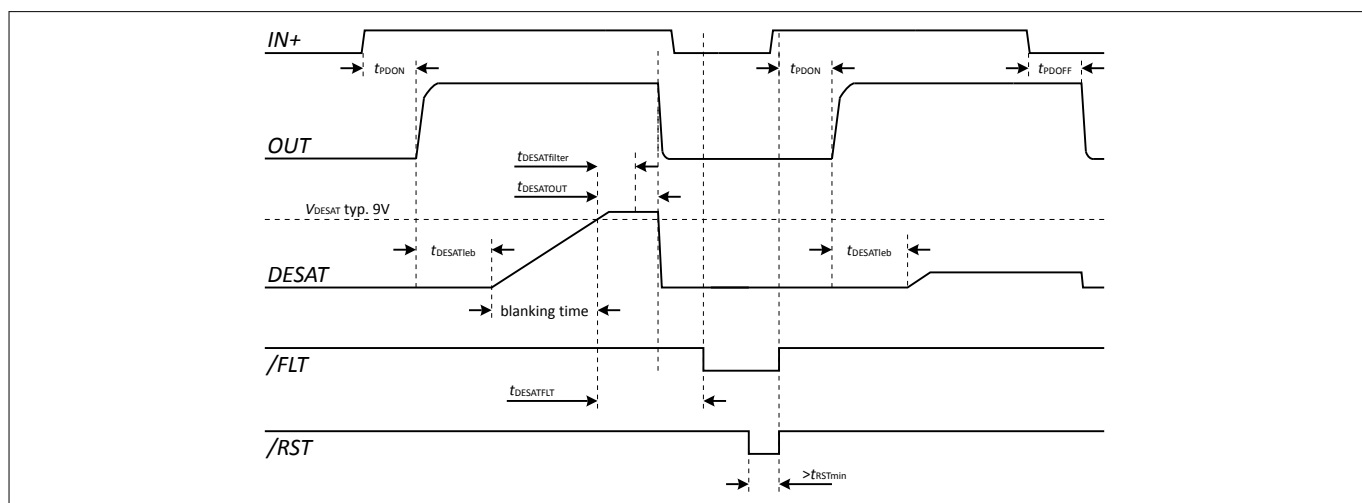 IN+
tPDON
tPDON
tPDOFF
OUT
tDESATfilter
tDESATOUT
VDESAT typ. 9V
tDESATleb
tDESATleb
DESAT
blanking time
/FLT
tDESATFLT
/RST
>tRSTmin